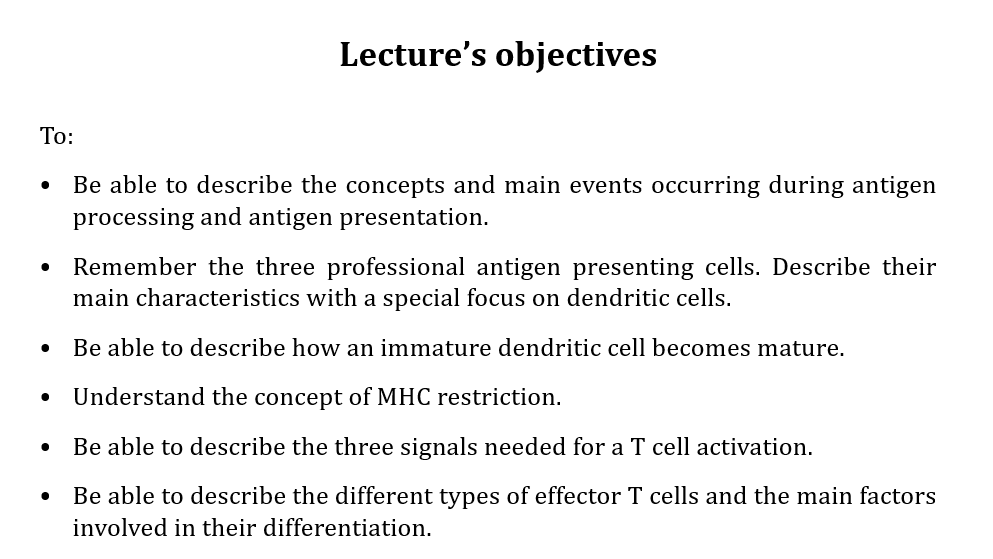 Lecture’s objectives
To:
• Be able to describe the concepts and main events occurring during antigen
processing and antigen presentation.
• Remember the three professional antigen presenting cells. Describe their
main characteristics with a special focus on dendritic cells.
• Be able to describe how an immature dendritic cell becomes mature.
• Understand the concept of MHC restriction.
• Be able to describe the three signals needed for a T cell activation.
• Be able to describe the different types of effector T cells and the main factors
involved in their differentiation.